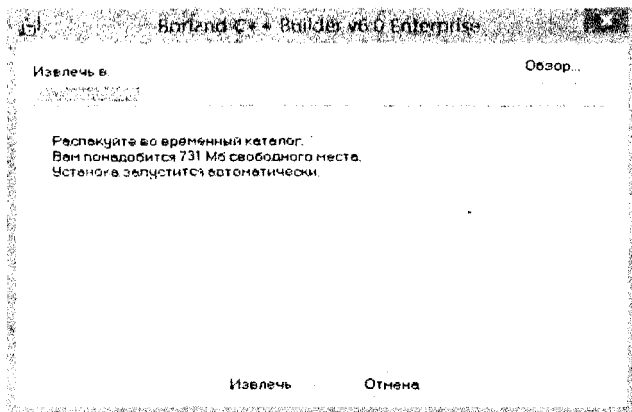 Borland C++ Builder v6.0 Enterprise
Извлечь в
Обзор...
Распакуйте во временный каталог.
Вам понадобится 731 Мб свободного места.
Устанока запустится автоматически.
Извлечь
Отмена